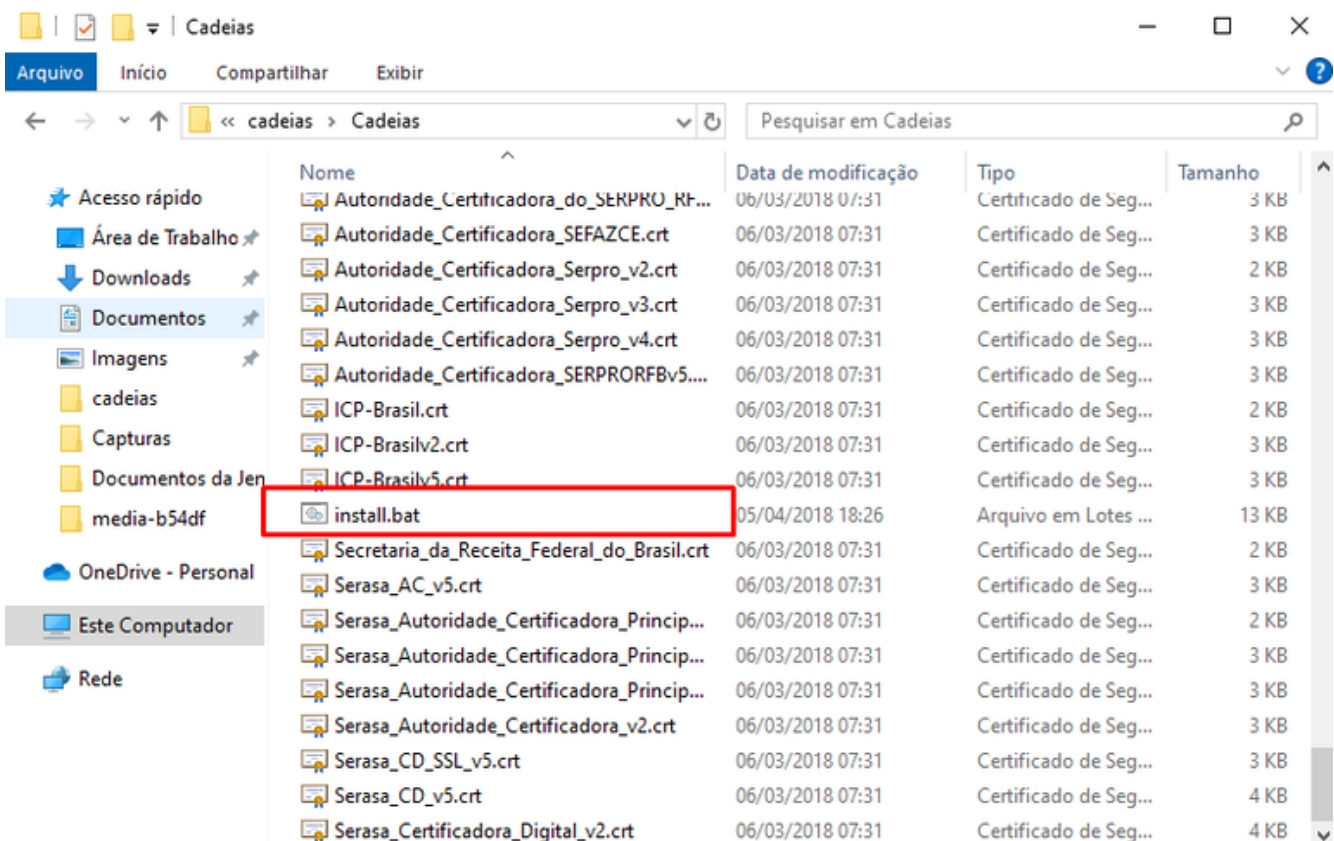 Cadeias
Arquivo Início Compartilhar Exibir
« cadeias › Cadeias Pesquisar em Cadeias
Nome Data de modificação Tipo Tamanho
Acesso rápido
Área de Trabalho
Downloads
Documentos
Imagens
cadeias
Capturas
Documentos da Jen
media-b54df
OneDrive - Personal
Este Computador
Rede
Autoridade_Certificadora_do_SERPRO_RF... 06/03/2018 07:31 Certificado de Seg... 3 KB
Autoridade_Certificadora_SEFAZCE.crt 06/03/2018 07:31 Certificado de Seg... 3 KB
Autoridade_Certificadora_Serpro_v2.crt 06/03/2018 07:31 Certificado de Seg... 2 KB
Autoridade_Certificadora_Serpro_v3.crt 06/03/2018 07:31 Certificado de Seg... 3 KB
Autoridade_Certificadora_Serpro_v4.crt 06/03/2018 07:31 Certificado de Seg... 3 KB
Autoridade_Certificadora_SERPRORFBv5.... 06/03/2018 07:31 Certificado de Seg... 3 KB
ICP-Brasil.crt 06/03/2018 07:31 Certificado de Seg... 2 KB
ICP-Brasilv2.crt 06/03/2018 07:31 Certificado de Seg... 3 KB
ICP-Brasilv5.crt 06/03/2018 07:31 Certificado de Seg... 3 KB
install.bat 05/04/2018 18:26 Arquivo em Lotes ... 13 KB
Secretaria_da_Receita_Federal_do_Brasil.crt 06/03/2018 07:31 Certificado de Seg... 2 KB
Serasa_AC_v5.crt 06/03/2018 07:31 Certificado de Seg... 3 KB
Serasa_Autoridade_Certificadora_Princip... 06/03/2018 07:31 Certificado de Seg... 2 KB
Serasa_Autoridade_Certificadora_Princip... 06/03/2018 07:31 Certificado de Seg... 3 KB
Serasa_Autoridade_Certificadora_Princip... 06/03/2018 07:31 Certificado de Seg... 3 KB
Serasa_Autoridade_Certificadora_v2.crt 06/03/2018 07:31 Certificado de Seg... 3 KB
Serasa_CD_SSL_v5.crt 06/03/2018 07:31 Certificado de Seg... 3 KB
Serasa_CD_v5.crt 06/03/2018 07:31 Certificado de Seg... 4 KB
Serasa_Certificadora_Digital_v2.crt 06/03/2018 07:31 Certificado de Seg... 4 KB